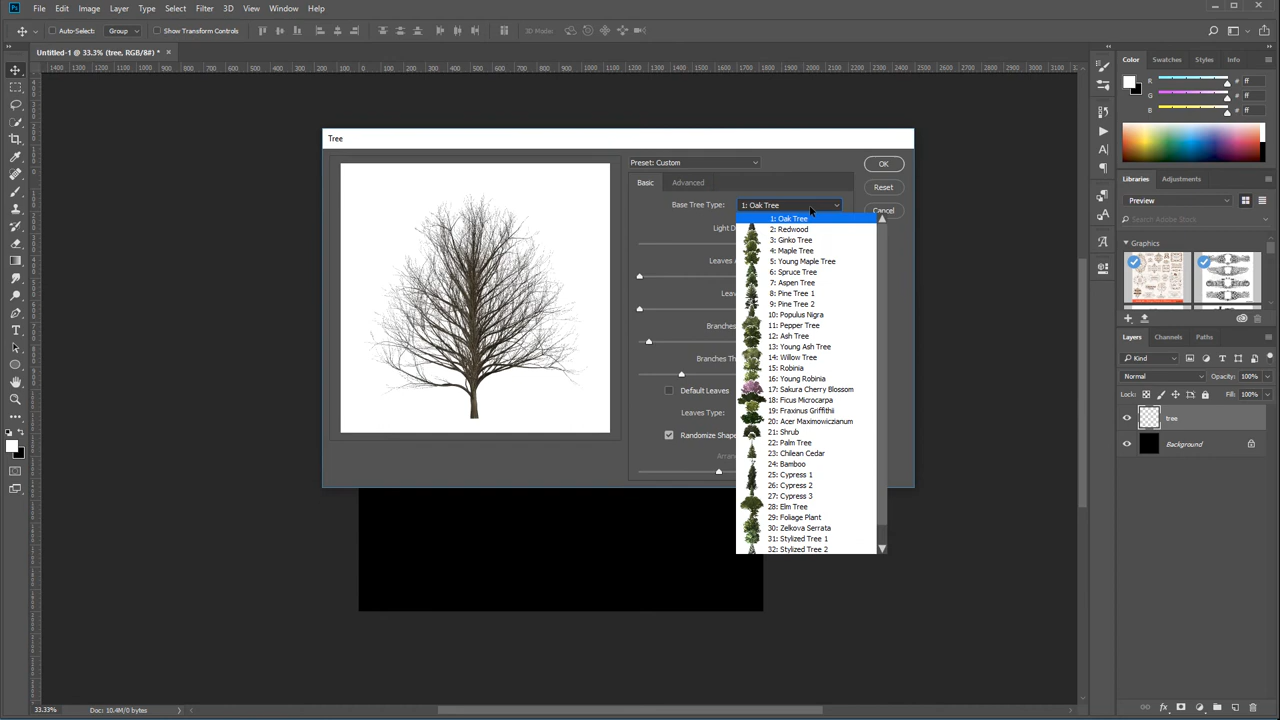 Ps File Edit Image Layer Type Select Filter 3D View Window Help
Auto-Select: Group Show Transform Controls 3D Mode:
Untitled-1 @ 33.3% (tree, RGB/8#) * ×
Color Swatches Styles Info
R ff
G ff
B ff
Libraries Adjustments
Preview
Search Adobe Stock
Graphics
Layers Channels Paths
Kind
Normal Opacity: 100%
Lock: Fill: 100%
tree
Background
Tree
Preset: Custom
OK
Basic Advanced
Reset
Base Tree Type: 1: Oak Tree
Cancel
Light D
Leaves A
Leav
Branches
Branches Th
Default Leaves
Leaves Type:
Randomize Shape
Arran
1: Oak Tree
2: Redwood
3: Ginko Tree
4: Maple Tree
5: Young Maple Tree
6: Spruce Tree
7: Aspen Tree
8: Pine Tree 1
9: Pine Tree 2
10: Populus Nigra
11: Pepper Tree
12: Ash Tree
13: Young Ash Tree
14: Willow Tree
15: Robinia
16: Young Robinia
17: Sakura Cherry Blossom
18: Ficus Microcarpa
19: Fraxinus Griffithii
20: Acer Maximowiczianum
21: Shrub
22: Palm Tree
23: Chilean Cedar
24: Bamboo
25: Cypress 1
26: Cypress 2
27: Cypress 3
28: Elm Tree
29: Foliage Plant
30: Zelkova Serrata
31: Stylized Tree 1
32: Stylized Tree 2
33.33% Doc: 10.4M/0 bytes